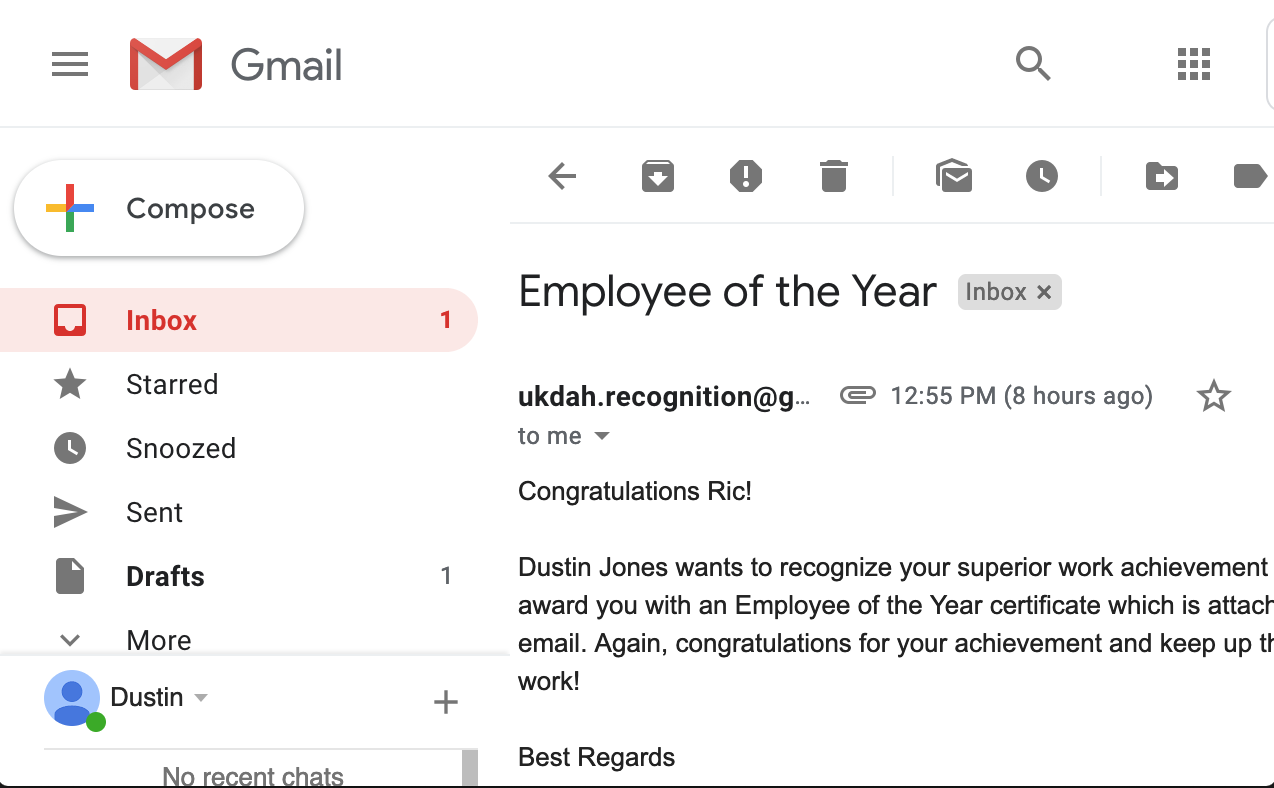 Gmail
Compose
Inbox 1
Starred
Snoozed
Sent
Drafts 1
More
Dustin
No recent chats
Employee of the Year Inbox ×
ukdah.recognition@g... 12:55 PM (8 hours ago)
to me
Congratulations Ric!
Dustin Jones wants to recognize your superior work achievement
award you with an Employee of the Year certificate which is attach
email. Again, congratulations for your achievement and keep up th
work!
Best Regards